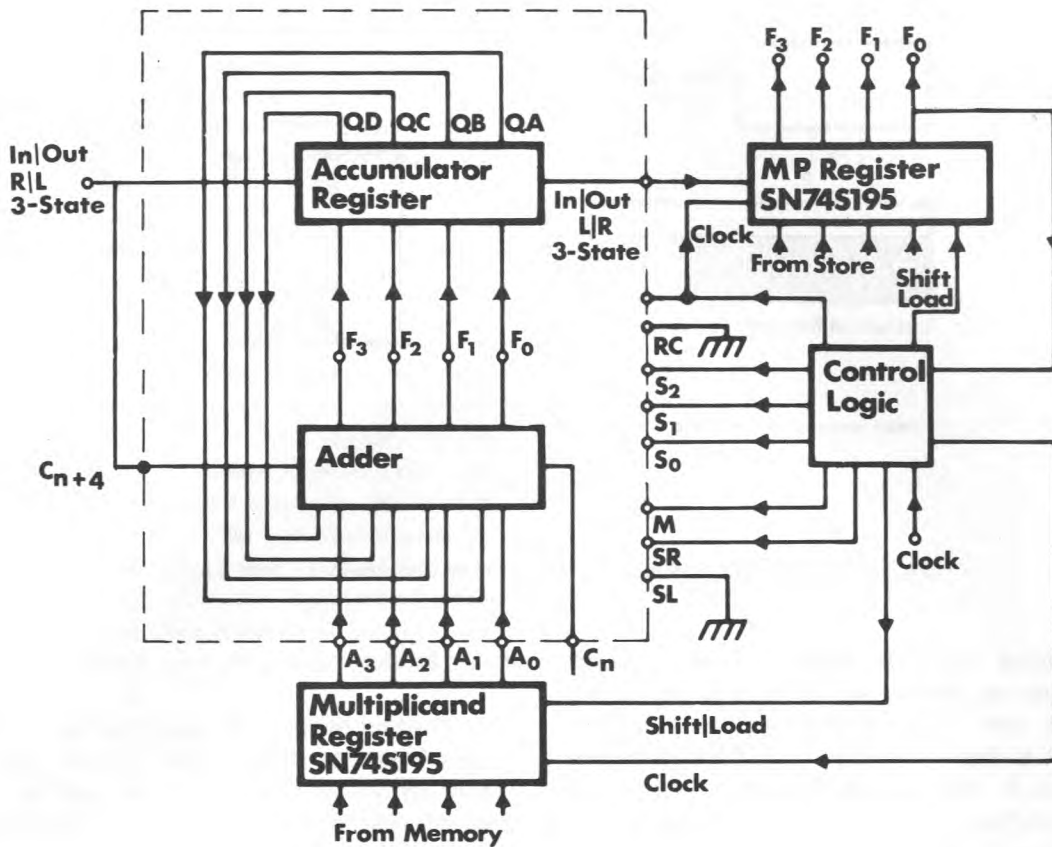 F3 F2 F1 F0
QD QC QB QA
In|Out
R|L
3-State
Accumulator
Register
In|Out
L|R
3-State
MP Register
SN74S195
Clock
From Store
Shift
Load
F3 F2 F1 F0
RC
S2
S1
S0
Control
Logic
Cn+4
Adder
M
SR
SL
Clock
A3 A2 A1 A0
Cn
Multiplicand
Register
SN74S195
Shift|Load
Clock
From Memory